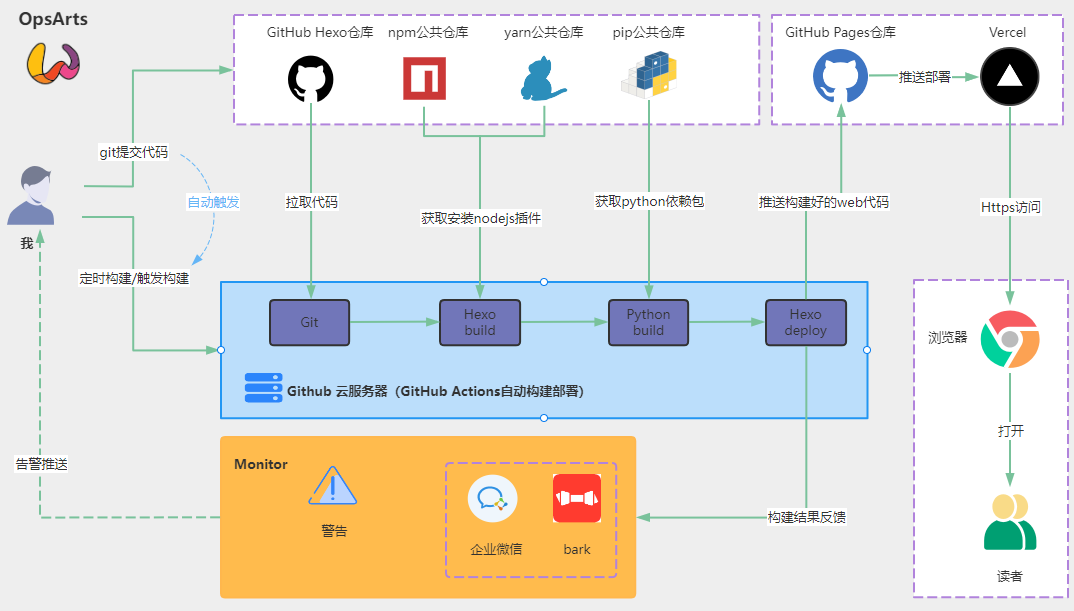 OpsArts
GitHub Hexo仓库
npm公共仓库
yarn公共仓库
pip公共仓库
GitHub Pages仓库
Vercel
推送部署
git提交代码
自动触发
拉取代码
获取安装nodejs插件
获取python依赖包
推送构建好的web代码
Https访问
我
定时构建/触发构建
Git
Hexo
build
Python
build
Hexo
deploy
浏览器
Github 云服务器（GitHub Actions自动构建部署）
打开
告警推送
Monitor
警告
企业微信
bark
构建结果反馈
读者